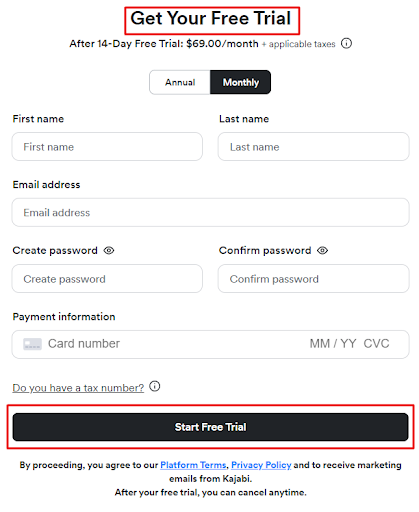 Get Your Free Trial
After 14-Day Free Trial: $69.00/month + applicable taxes
Annual Monthly
First name Last name
First name Last name
Email address
Email address
Create password Confirm password
Create password Confirm password
Payment information
Card number MM / YY CVC
Do you have a tax number?
Start Free Trial
By proceeding, you agree to our Platform Terms, Privacy Policy and to receive marketing
emails from Kajabi.
After your free trial, you can cancel anytime.